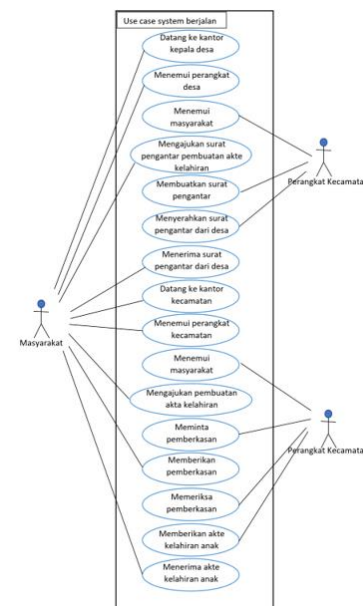 Use case system berjalan
Datang ke kantor
kepala desa
Menemui perangkat
desa
Menemui
masyarakat
Mengajukan surat
pengantar pembuatan akte
kelahiran
Perangkat Kecamata
Membuatkan surat
pengantar
Menyerahkan surat
pengantar dari desa
Menerima surat
pengantar dari desa
Datang ke kantor
kecamatan
Menemui perangkat
kecamatan
Masyarakat
Menemui
masyarakat
Mengajukan pembuatan
akta kelahiran
Meminta
pemberkasan
Perangkat Kecamata
Memberikan
pemberkasan
Memeriksa
pemberkasan
Memberikan akte
kelahiran anak
Menerima akte
kelahiran anak